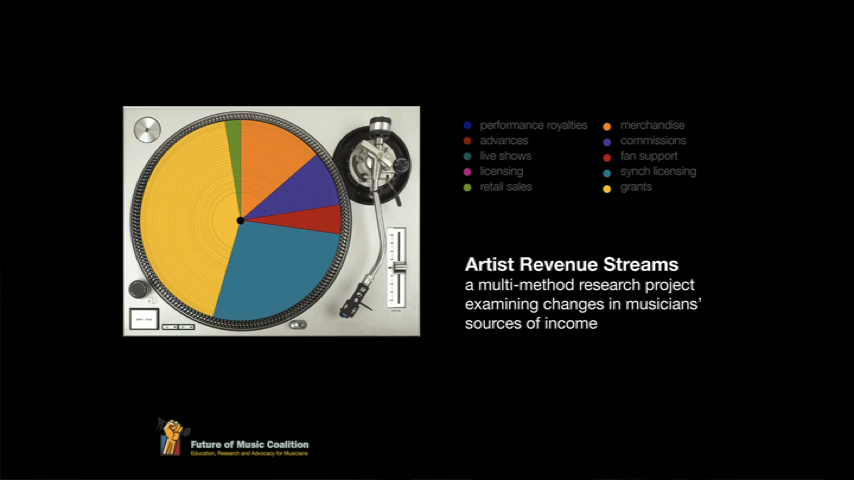 performance royalties
advances
live shows
licensing
retail sales
merchandise
commissions
fan support
synch licensing
grants
Artist Revenue Streams
a multi-method research project
examining changes in musicians'
sources of income
Future of Music Coalition
Education, Research and Advocacy for Musicians